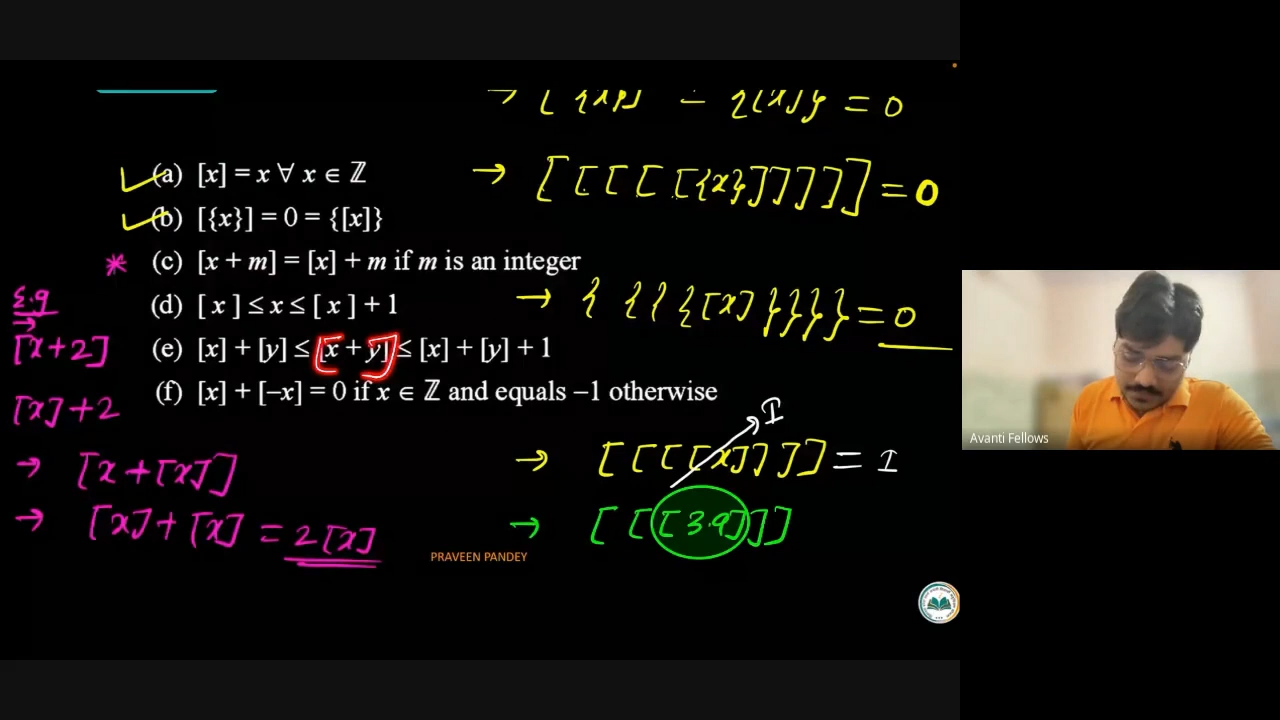 → [{x}] = {[x]} = 0
(a) [x] = x ∀ x ∈ ℤ
→ [[[[[{x}]]]]] = 0
(b) [{x}] = 0 = {[x]}
* (c) [x + m] = [x] + m if m is an integer
(d) [ x ] ≤ x ≤ [ x ] + 1
→ { { { {[x]}}}} = 0
E.g
→
[x+2]
(e) [x] + [y] ≤ [x + y] ≤ [x] + [y] + 1
(f) [x] + [−x] = 0 if x ∈ ℤ and equals −1 otherwise
[x]+2
I
→ [x+[x]]
→ [[[[x]]]] = I
→ [x]+[x] = 2[x]
→ [[[3.9]]]
PRAVEEN PANDEY
Avanti Fellows